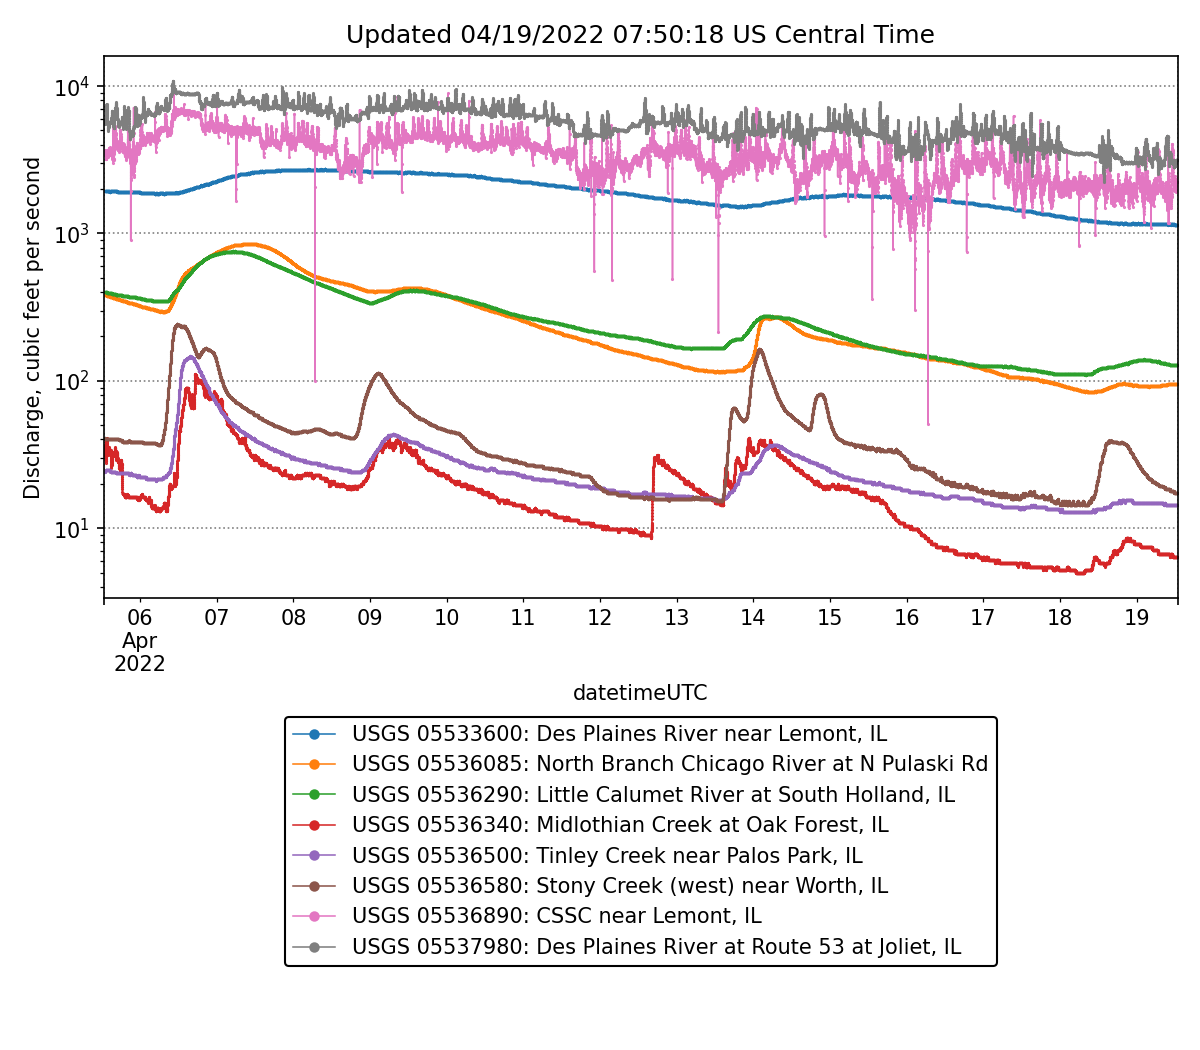 Updated 04/19/2022 07:50:18 US Central Time
Discharge, cubic feet per second
10^4
10^3
10^2
10^1
06 07 08 09 10 11 12 13 14 15 16 17 18 19
Apr
2022
datetimeUTC
USGS 05533600: Des Plaines River near Lemont, IL
USGS 05536085: North Branch Chicago River at N Pulaski Rd
USGS 05536290: Little Calumet River at South Holland, IL
USGS 05536340: Midlothian Creek at Oak Forest, IL
USGS 05536500: Tinley Creek near Palos Park, IL
USGS 05536580: Stony Creek (west) near Worth, IL
USGS 05536890: CSSC near Lemont, IL
USGS 05537980: Des Plaines River at Route 53 at Joliet, IL